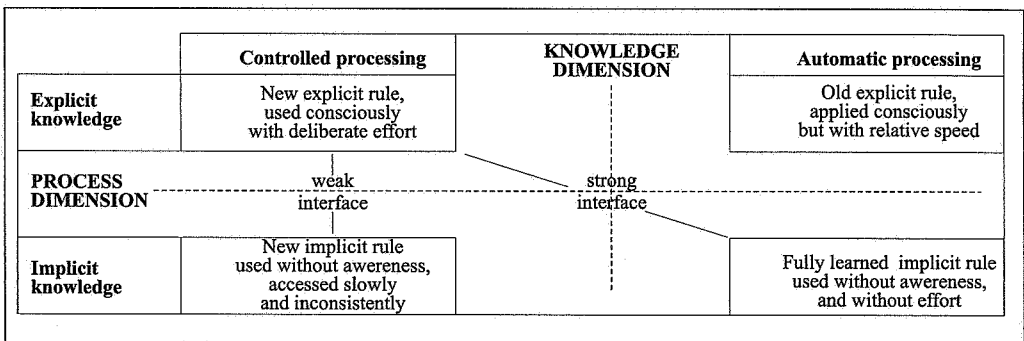 Controlled processing
KNOWLEDGE
DIMENSION
Automatic processing
Explicit
knowledge
New explicit rule,
used consciously
with deliberate effort
Old explicit rule,
applied consciously
but with relative speed
PROCESS
DIMENSION
weak
interface
strong
interface
Implicit
knowledge
New implicit rule
used without awereness,
accessed slowly
and inconsistently
Fully learned implicit rule
used without awereness,
and without effort